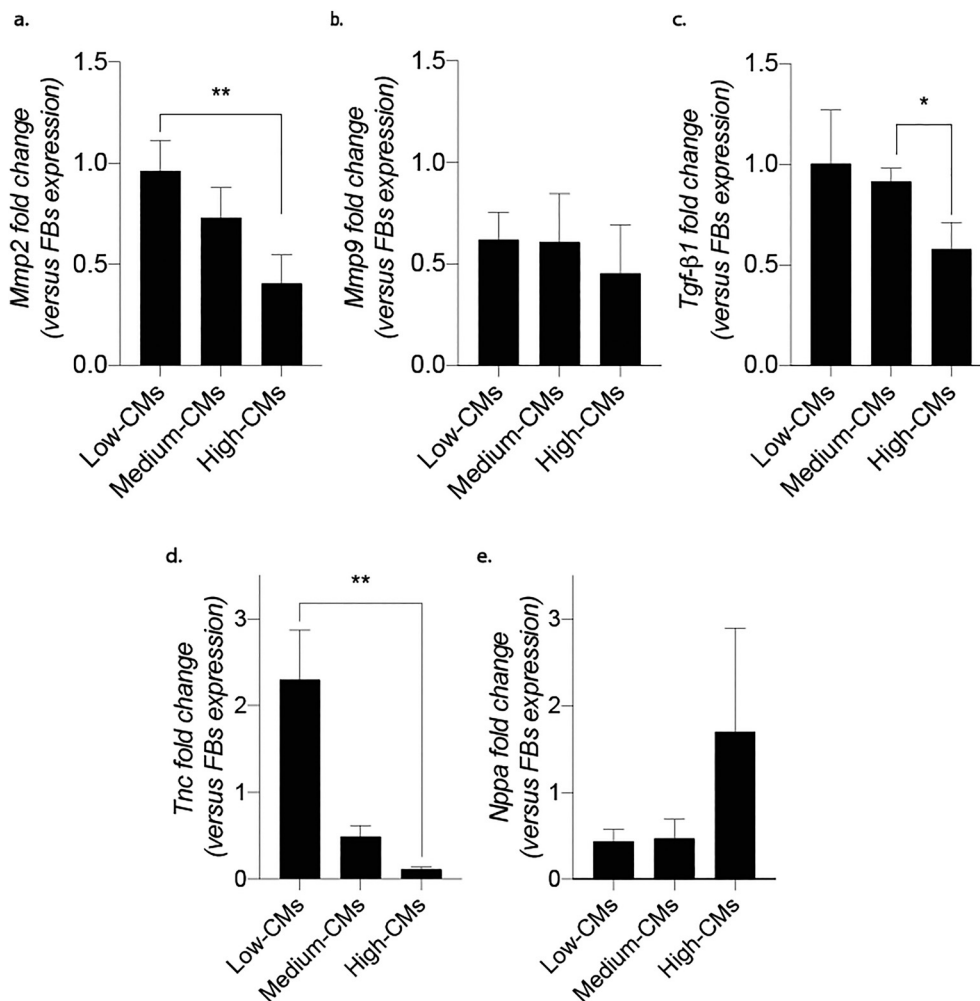 a.
Mmp2 fold change
(versus FBs expression)
1.5
1.0
0.5
0.0
**
Low-CMs
Medium-CMs
High-CMs
b.
Mmp9 fold change
(versus FBs expression)
1.5
1.0
0.5
0.0
Low-CMs
Medium-CMs
High-CMs
c.
Tgf-β1 fold change
(versus FBs expression)
1.5
1.0
0.5
0.0
*
Low-CMs
Medium-CMs
High-CMs
d.
Tnc fold change
(versus FBs expression)
3
2
1
0
**
Low-CMs
Medium-CMs
High-CMs
e.
Nppa fold change
(versus FBs expression)
3
2
1
0
Low-CMs
Medium-CMs
High-CMs